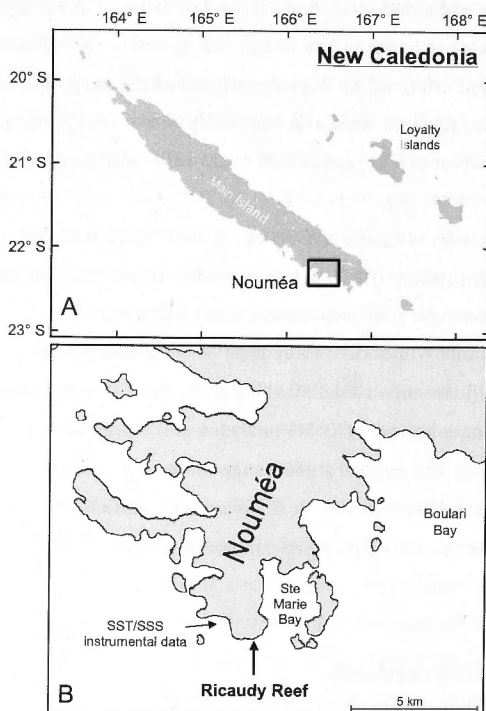 164°E
165°E
166°E
167°E
168°E
New Caledonia
20°S
21°S
22°S
23°S
Loyalty
Islands
Main Island
Nouméa
A
Nouméa
Boulari
Bay
Ste
Marie
Bay
SST/SSS
instrumental data
Ricaudy Reef
B
5 km